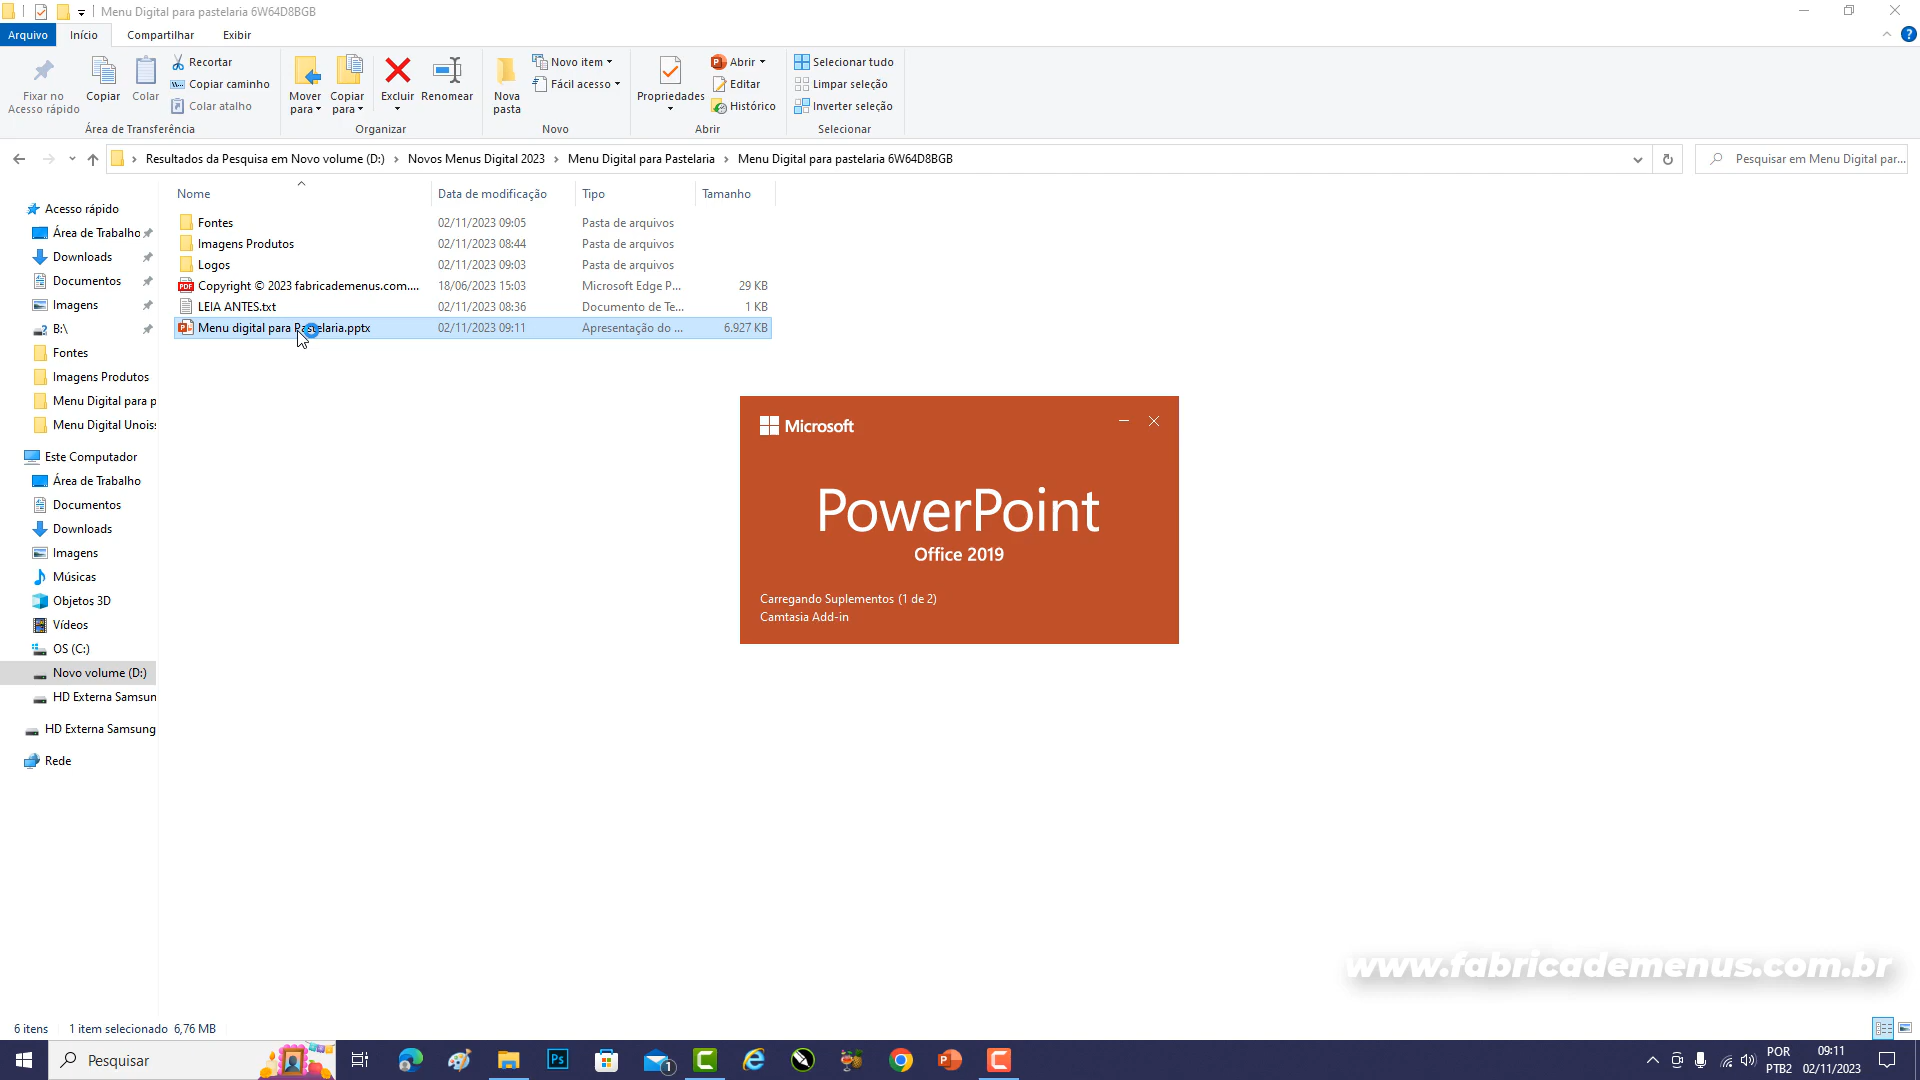 Menu Digital para pastelaria 6W64D8BGB
Arquivo
Início
Compartilhar
Exibir
Fixar no
Acesso rápido
Copiar
Colar
Recortar
Copiar caminho
Colar atalho
Área de Transferência
Mover
para
Copiar
para
Excluir
Renomear
Organizar
Nova
pasta
Novo item
Fácil acesso
Novo
Propriedades
Abrir
Editar
Histórico
Abrir
Selecionar tudo
Limpar seleção
Inverter seleção
Selecionar
Resultados da Pesquisa em Novo volume (D:) › Novos Menus Digital 2023 › Menu Digital para Pastelaria › Menu Digital para pastelaria 6W64D8BGB
Pesquisar em Menu Digital par...
Nome Data de modificação Tipo Tamanho
Fontes 02/11/2023 09:05 Pasta de arquivos
Imagens Produtos 02/11/2023 08:44 Pasta de arquivos
Logos 02/11/2023 09:03 Pasta de arquivos
PDF Copyright © 2023 fabricademenus.com.... 18/06/2023 15:03 Microsoft Edge P... 29 KB
LEIA ANTES.txt 02/11/2023 08:36 Documento de Te... 1 KB
Menu digital para Pastelaria.pptx 02/11/2023 09:11 Apresentação do ... 6.927 KB
Acesso rápido
Área de Trabalho
Downloads
Documentos
Imagens
B:\
Fontes
Imagens Produtos
Menu Digital para p
Menu Digital Unois
Este Computador
Área de Trabalho
Documentos
Downloads
Imagens
Músicas
Objetos 3D
Vídeos
OS (C:)
Novo volume (D:)
HD Externa Samsun
HD Externa Samsung
Rede
Microsoft
PowerPoint
Office 2019
Carregando Suplementos (1 de 2)
Camtasia Add-in
www.fabricademenus.com.br
6 itens 1 item selecionado 6,76 MB
Pesquisar
Ps
1
POR
PTB2
09:11
02/11/2023